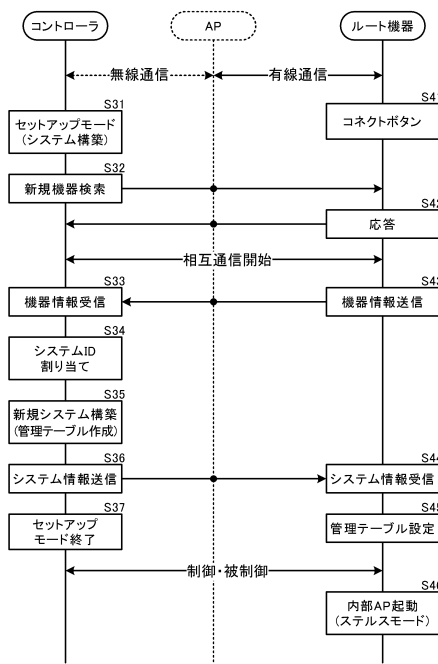 コントローラ
AP
ルート機器
無線通信
有線通信
S31
セットアップモード
(システム構築)
S41
コネクトボタン
S32
新規機器検索
S42
応答
相互通信開始
S33
機器情報受信
S43
機器情報送信
S34
システムID
割り当て
S35
新規システム構築
(管理テーブル作成)
S36
システム情報送信
S44
システム情報受信
S37
セットアップ
モード終了
S45
管理テーブル設定
制御・被制御
S46
内部AP起動
(ステルスモード)